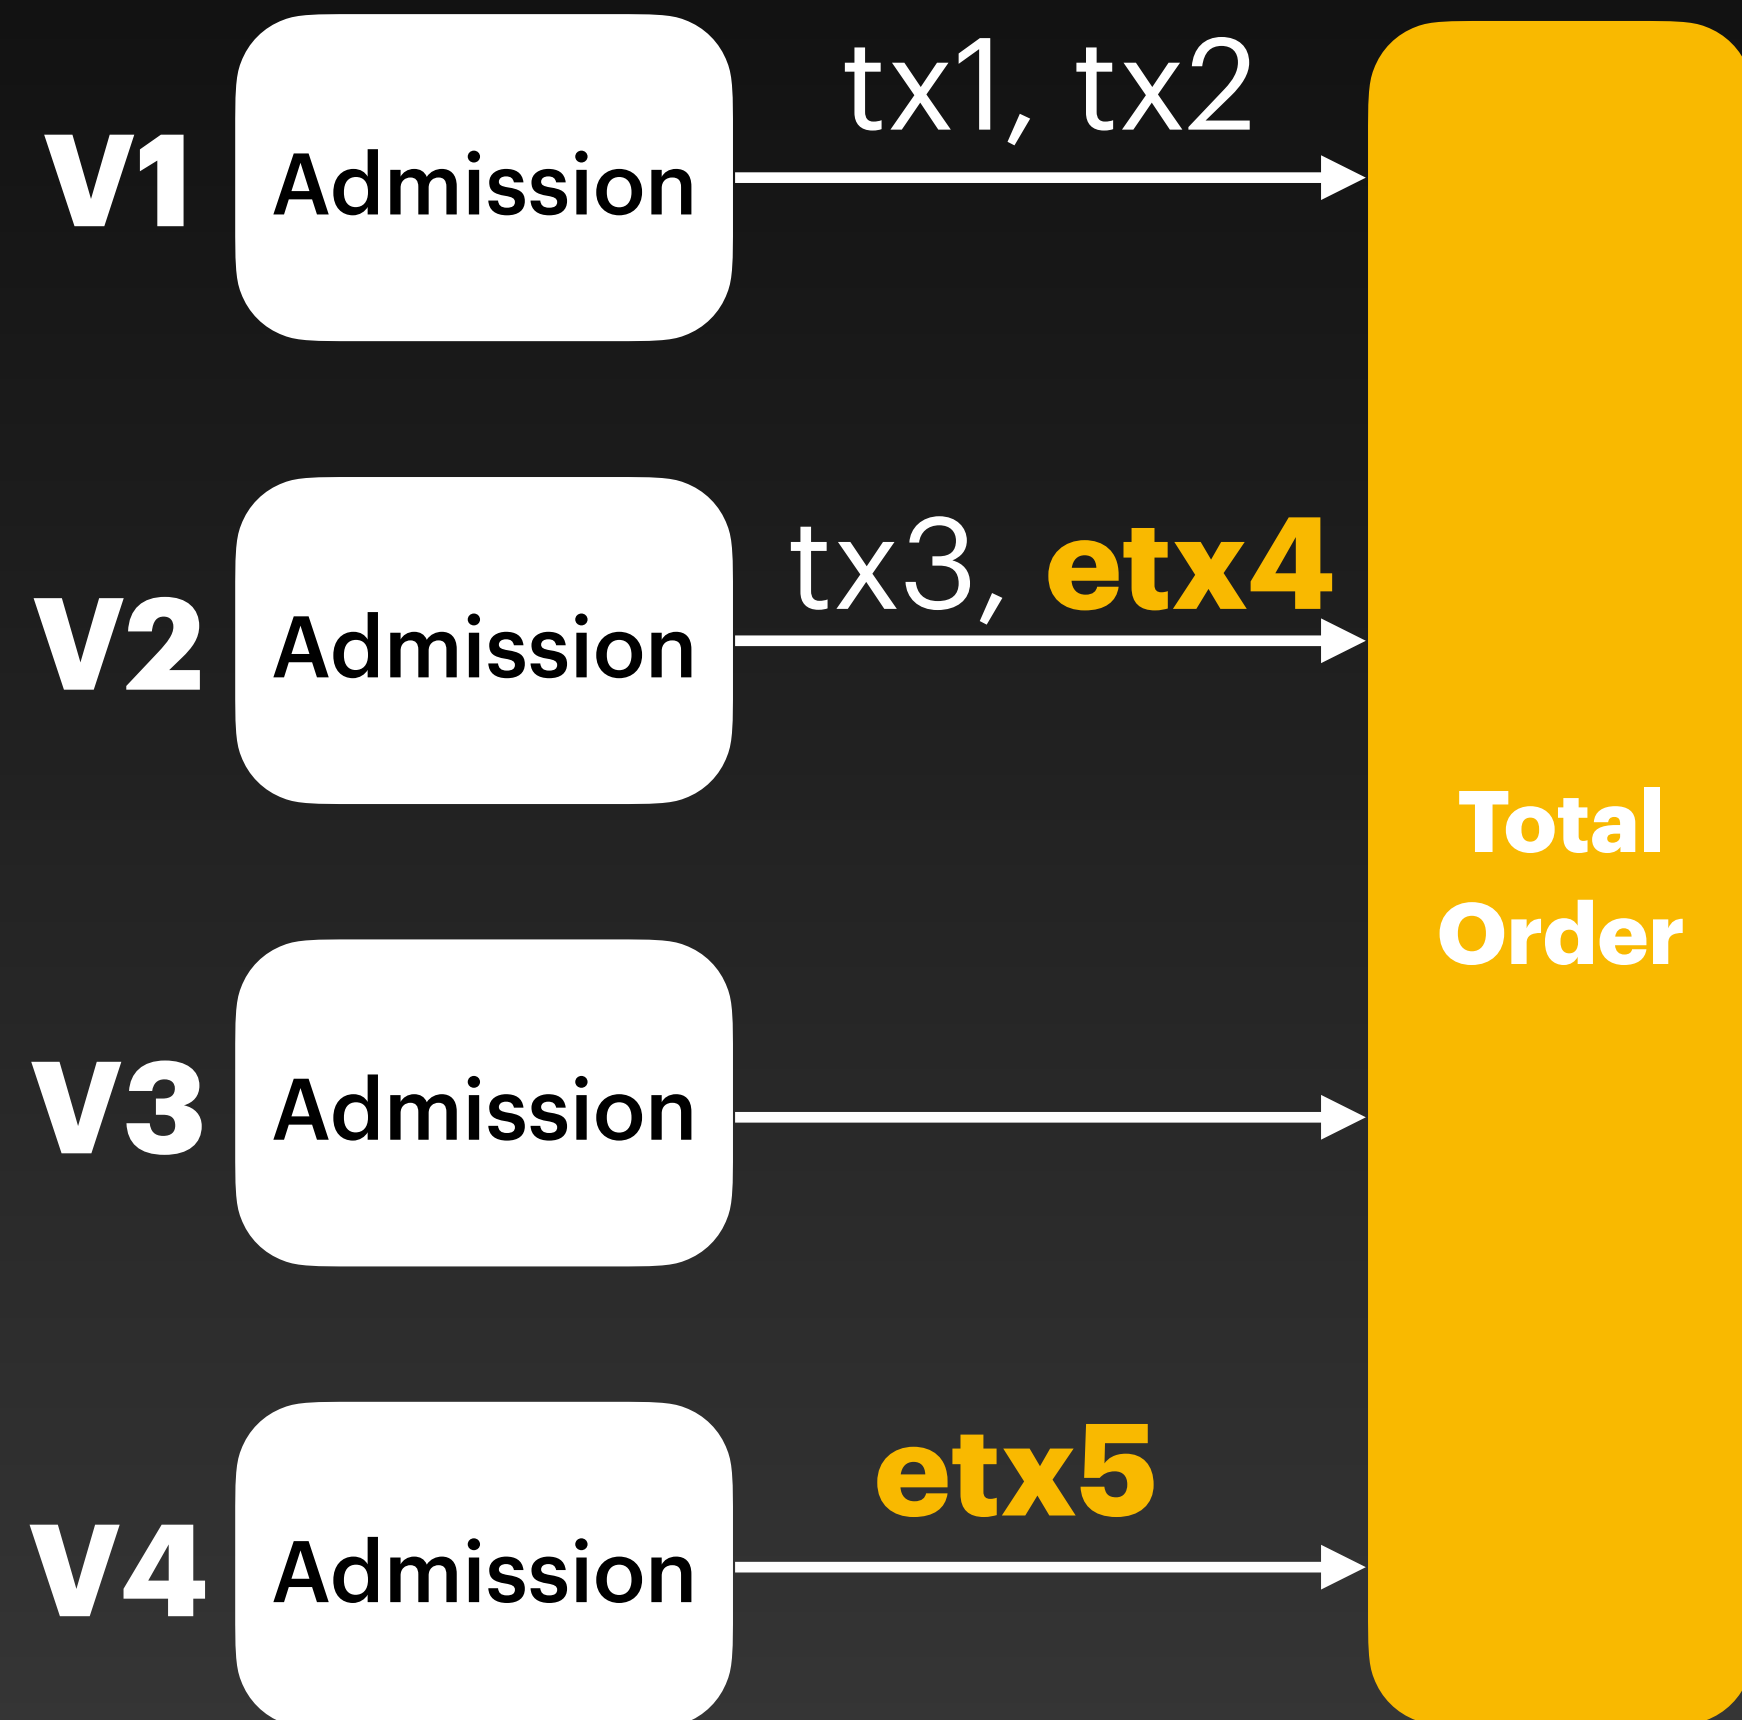 tx1, tx2
V1
Admission
tx3, etx4
V2
Admission
Total
Order
V3
Admission
etx5
V4
Admission